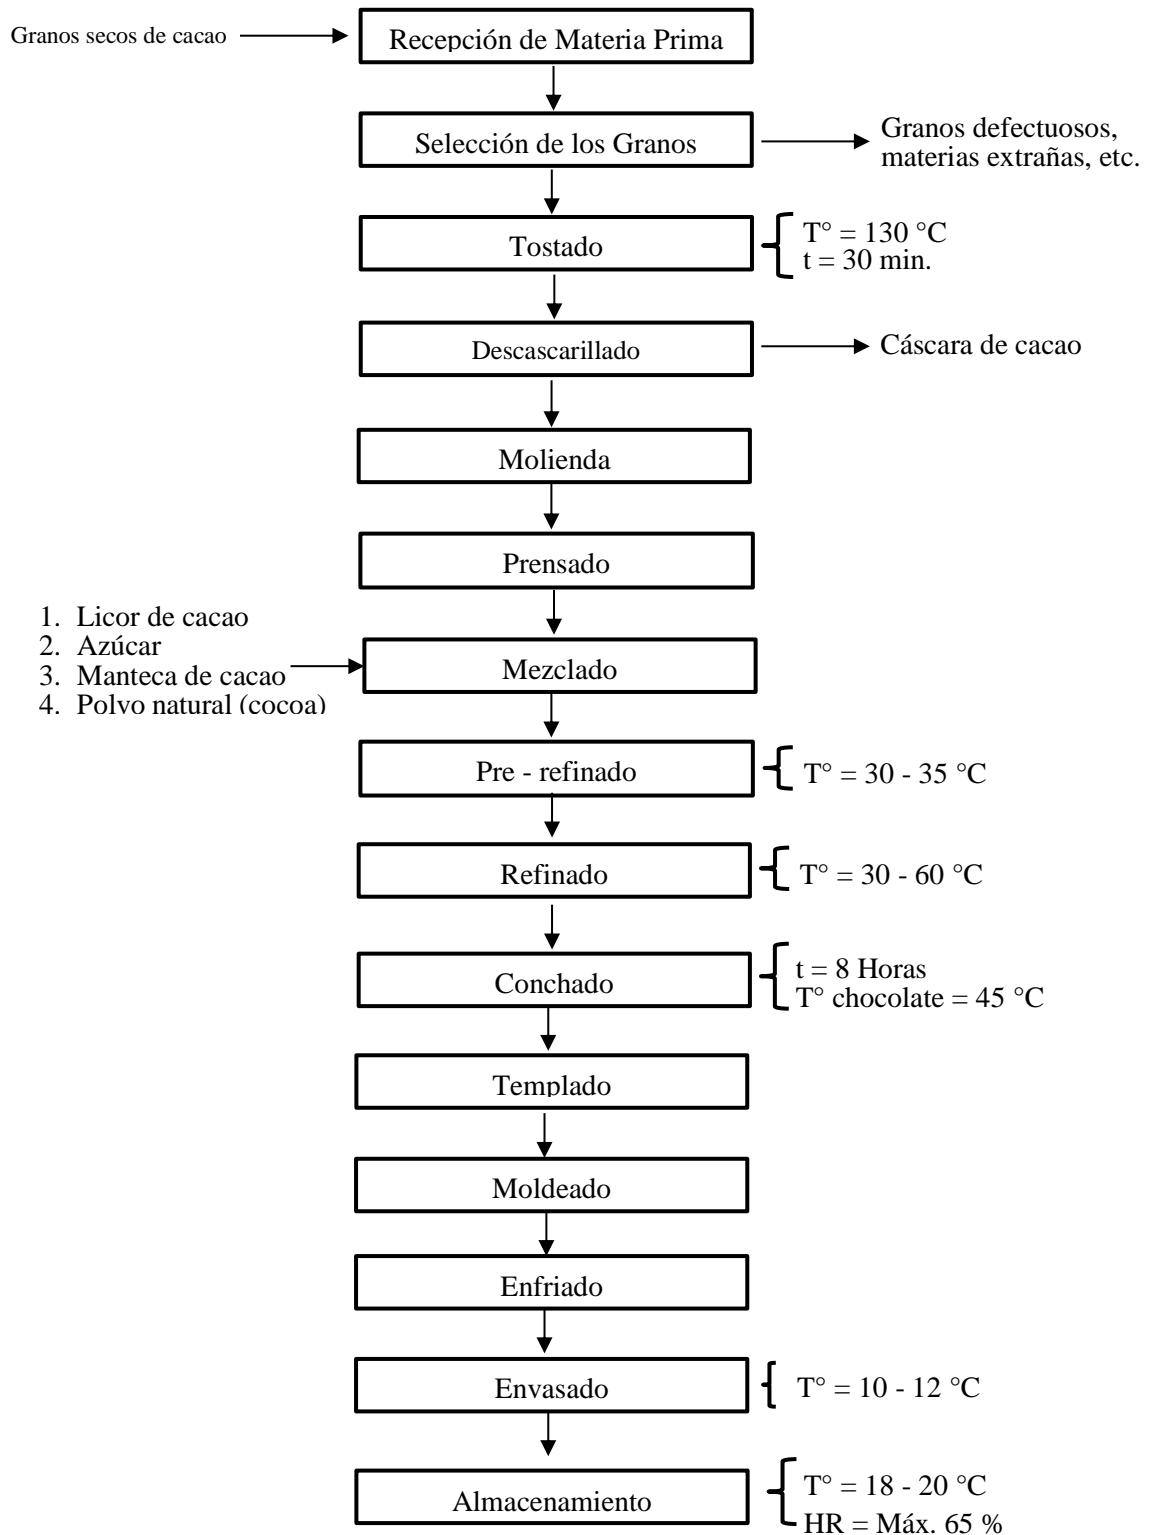 Granos secos de cacao
Recepción de Materia Prima
Selección de los Granos
Granos defectuosos,
materias extrañas, etc.
Tostado
T° = 130 °C
t = 30 min.
Descascarillado
Cáscara de cacao
Molienda
Prensado
1. Licor de cacao
2. Azúcar
3. Manteca de cacao
4. Polvo natural (cocoa)
Mezclado
Pre - refinado
T° = 30 - 35 °C
Refinado
T° = 30 - 60 °C
Conchado
t = 8 Horas
T° chocolate = 45 °C
Templado
Moldeado
Enfriado
Envasado
T° = 10 - 12 °C
Almacenamiento
T° = 18 - 20 °C
HR = Máx. 65 %